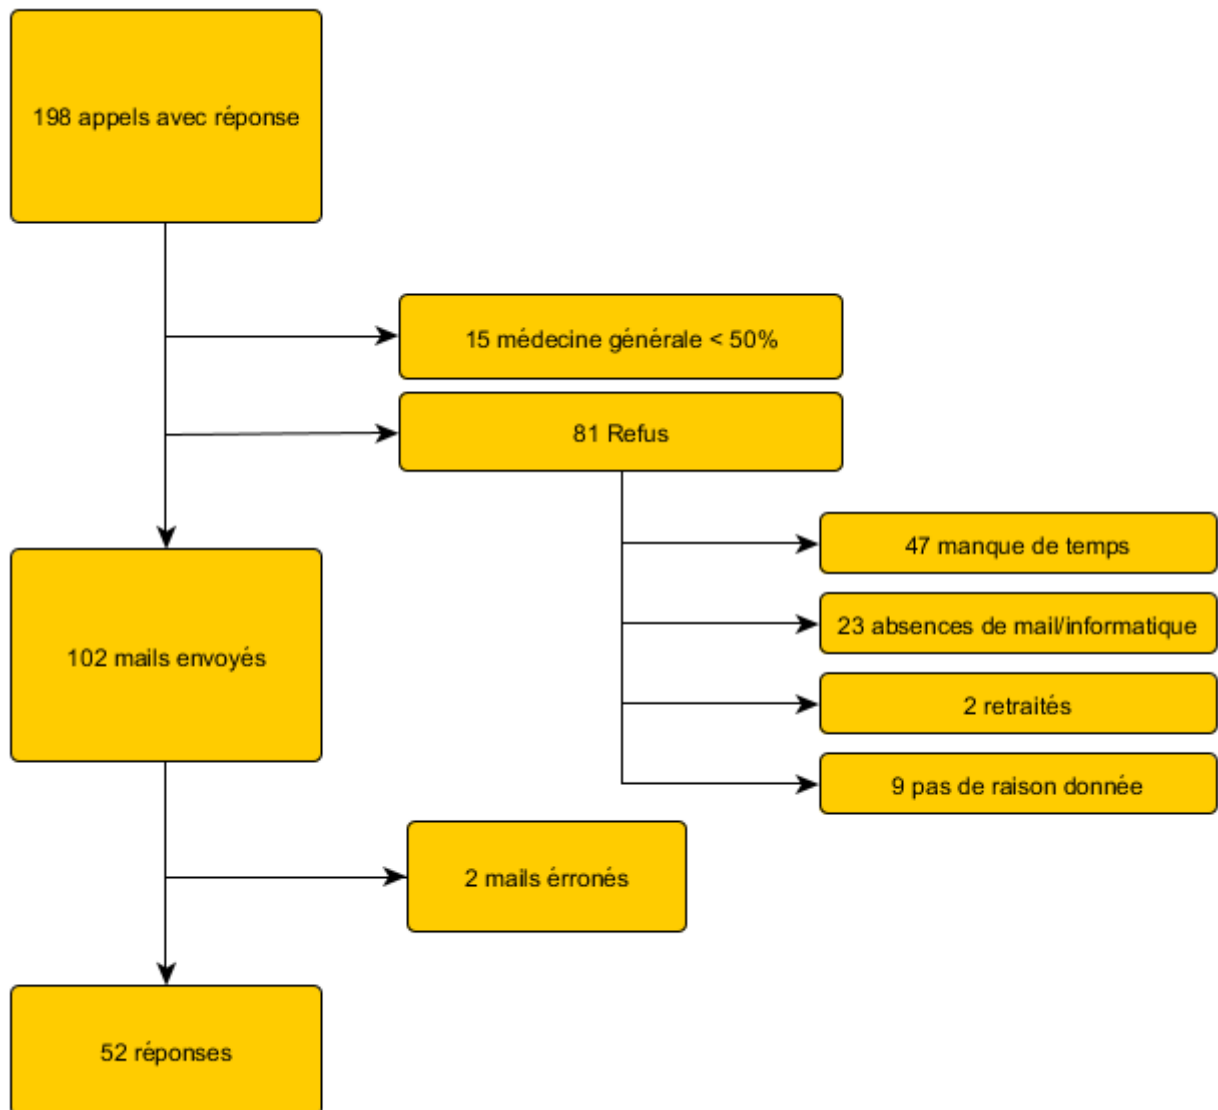 198 appels avec réponse
15 médecine générale < 50%
81 Refus
47 manque de temps
23 absences de mail/informatique
102 mails envoyés
2 retraités
9 pas de raison donnée
2 mails érronés
52 réponses